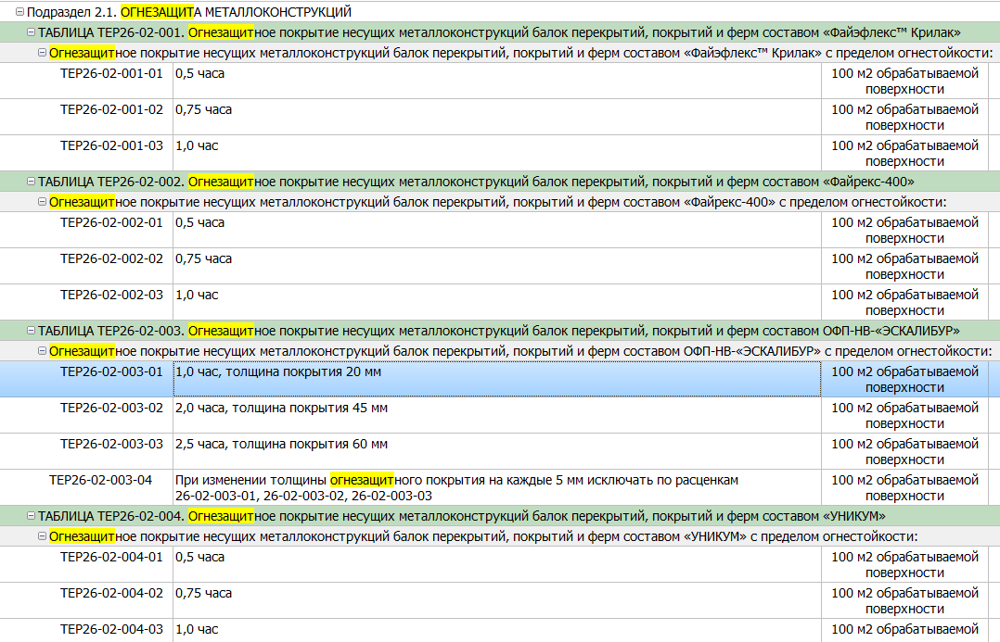 Подраздел 2.1. ОГНЕЗАЩИТА МЕТАЛЛОКОНСТРУКЦИЙ
ТАБЛИЦА ТЕР26-02-001. Огнезащитное покрытие несущих металлоконструкций балок перекрытий, покрытий и ферм составом «Файэфлекс™ Крилак»
Огнезащитное покрытие несущих металлоконструкций балок перекрытий, покрытий и ферм составом «Файэфлекс™ Крилак» с пределом огнестойкости:
ТЕР26-02-001-01 0,5 часа 100 м2 обрабатываемой
поверхности
ТЕР26-02-001-02 0,75 часа 100 м2 обрабатываемой
поверхности
ТЕР26-02-001-03 1,0 час 100 м2 обрабатываемой
поверхности
ТАБЛИЦА ТЕР26-02-002. Огнезащитное покрытие несущих металлоконструкций балок перекрытий, покрытий и ферм составом «Файрекс-400»
Огнезащитное покрытие несущих металлоконструкций балок перекрытий, покрытий и ферм составом «Файрекс-400» с пределом огнестойкости:
ТЕР26-02-002-01 0,5 часа 100 м2 обрабатываемой
поверхности
ТЕР26-02-002-02 0,75 часа 100 м2 обрабатываемой
поверхности
ТЕР26-02-002-03 1,0 час 100 м2 обрабатываемой
поверхности
ТАБЛИЦА ТЕР26-02-003. Огнезащитное покрытие несущих металлоконструкций балок перекрытий, покрытий и ферм составом ОФП-НВ-«ЭСКАЛИБУР»
Огнезащитное покрытие несущих металлоконструкций балок перекрытий, покрытий и ферм составом ОФП-НВ-«ЭСКАЛИБУР» с пределом огнестойкости:
ТЕР26-02-003-01 1,0 час, толщина покрытия 20 мм 100 м2 обрабатываемой
поверхности
ТЕР26-02-003-02 2,0 часа, толщина покрытия 45 мм 100 м2 обрабатываемой
поверхности
ТЕР26-02-003-03 2,5 часа, толщина покрытия 60 мм 100 м2 обрабатываемой
поверхности
ТЕР26-02-003-04 При изменении толщины огнезащитного покрытия на каждые 5 мм исключать по расценкам 100 м2 обрабатываемой
26-02-003-01, 26-02-003-02, 26-02-003-03 поверхности
ТАБЛИЦА ТЕР26-02-004. Огнезащитное покрытие несущих металлоконструкций балок перекрытий, покрытий и ферм составом «УНИКУМ»
Огнезащитное покрытие несущих металлоконструкций балок перекрытий, покрытий и ферм составом «УНИКУМ» с пределом огнестойкости:
ТЕР26-02-004-01 0,5 часа 100 м2 обрабатываемой
поверхности
ТЕР26-02-004-02 0,75 часа 100 м2 обрабатываемой
поверхности
ТЕР26-02-004-03 1,0 час 100 м2 обрабатываемой